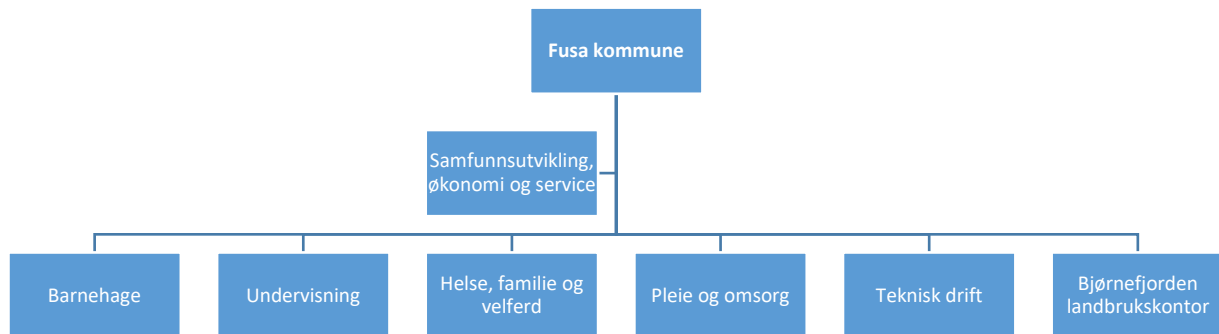 Fusa kommune
Samfunnsutvikling,
økonomi og service
Barnehage
Undervisning
Helse, familie og
velferd
Pleie og omsorg
Teknisk drift
Bjørnefjorden
landbrukskontor